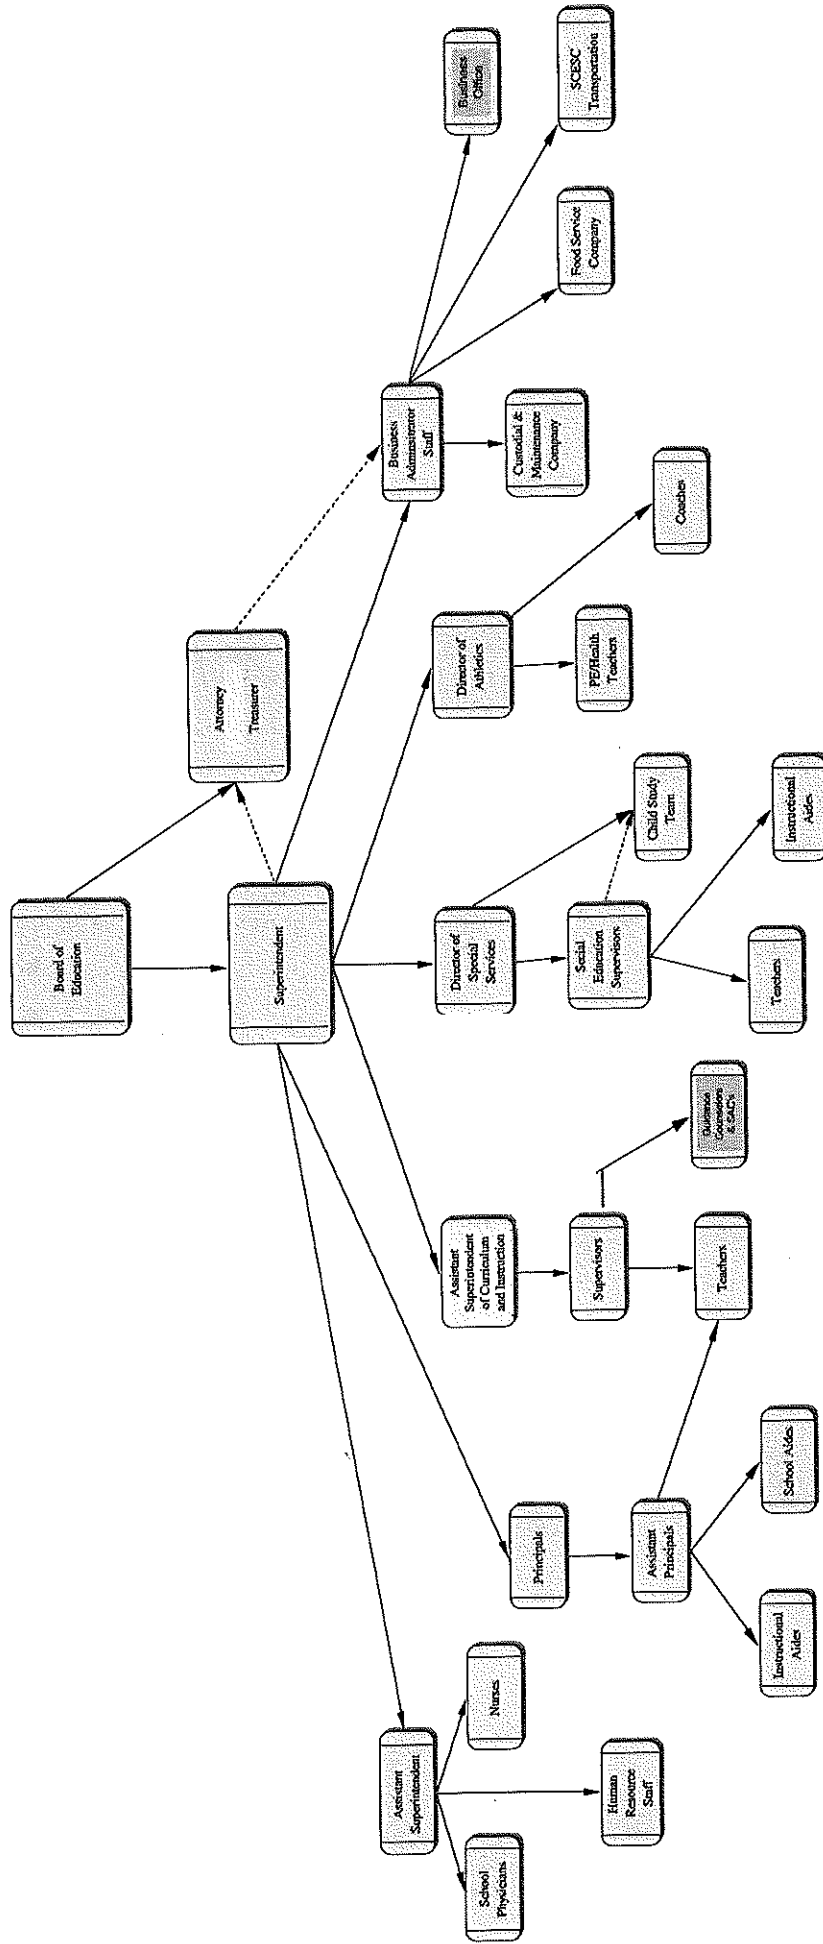 Board of
Education
Attorney
Treasurer
Superintendent
Assistant
Superintendent
School
Physicians
Nurses
Human
Resource
Staff
Principals
Assistant
Principals
Instructional
Aides
School Aides
Assistant
Superintendent
of Curriculum
and Instruction
Supervisors
Teachers
Guidance
Counselors
& SAC's
Director of
Special
Services
Secial
Education
Supervisors
Child Study
Team
Teachers
Instructional
Aides
Director of
Athletics
PE/Health
Teachers
Coaches
Business
Administrator
Staff
Custodial &
Maintenance
Company
Food Service
Company
SCESC
Transportation
Business
Office